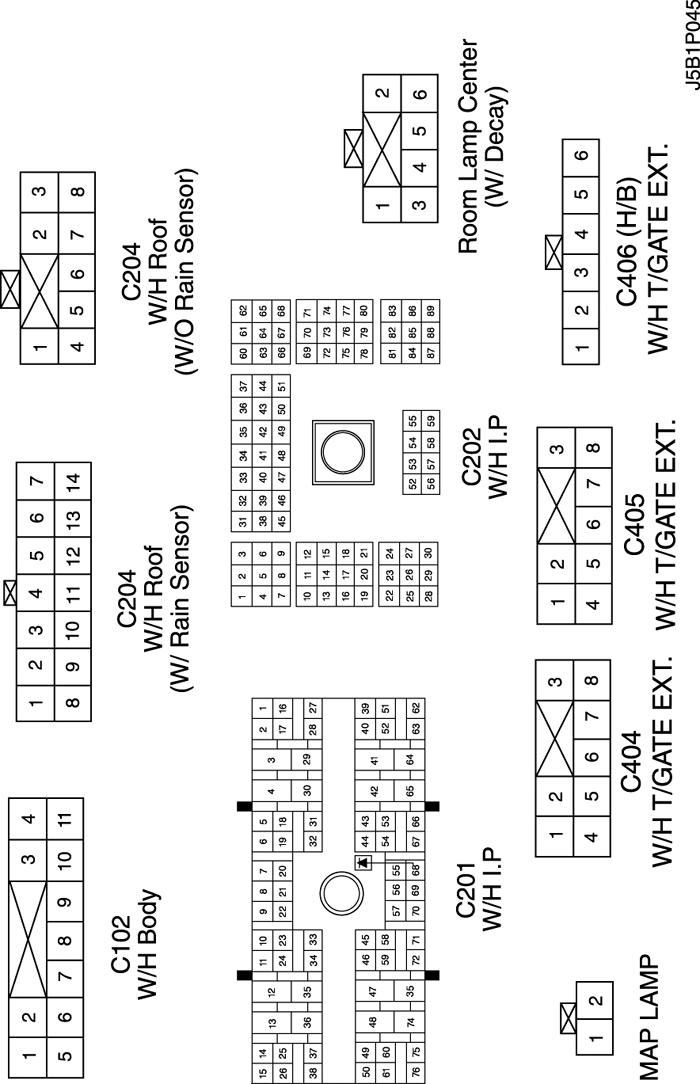 1 2 3 4
5 6 7 8 9 10 11
C102
W/H Body
1 2 3 4 5 6 7
8 9 10 11 12 13 14
C204
W/H Roof
(W/ Rain Sensor)
1 2 3
4 5 6 7 8
C204
W/H Roof
(W/O Rain Sensor)
15 14 13 12 11 10 9 8 7 6 5 4 3 2 1
26 25 24 23 22 21 20 19 18 17 16
38 37 36 35 34 33 32 31 30 29 28 27
50 49 48 47 46 45 44 43 42 41 40 39
61 60 59 58 57 56 55 54 53 52 51
76 75 74 35 72 71 70 69 68 67 66 65 64 63 62
C201
W/H I.P
1 2 3
4 5 6
7 8 9
10 11 12
13 14 15
16 17 18
19 20 21
22 23 24
25 26 27
28 29 30
31 32 33 34 35 36 37
38 39 40 41 42 43 44
45 46 47 48 49 50 51
52 53 54 55
56 57 58 59
60 61 62
63 64 65
66 67 68
69 70 71
72 73 74
75 76 77
78 79 80
81 82 83
84 85 86
87 88 89
C202
W/H I.P
1 2
3 4 5 6
Room Lamp Center
(W/ Decay)
1 2
MAP LAMP
1 2 3
4 5 6 7 8
C404
W/H T/GATE EXT.
1 2 3
4 5 6 7 8
C405
W/H T/GATE EXT.
1 2 3 4 5 6
C406 (H/B)
W/H T/GATE EXT.
J5B1P045